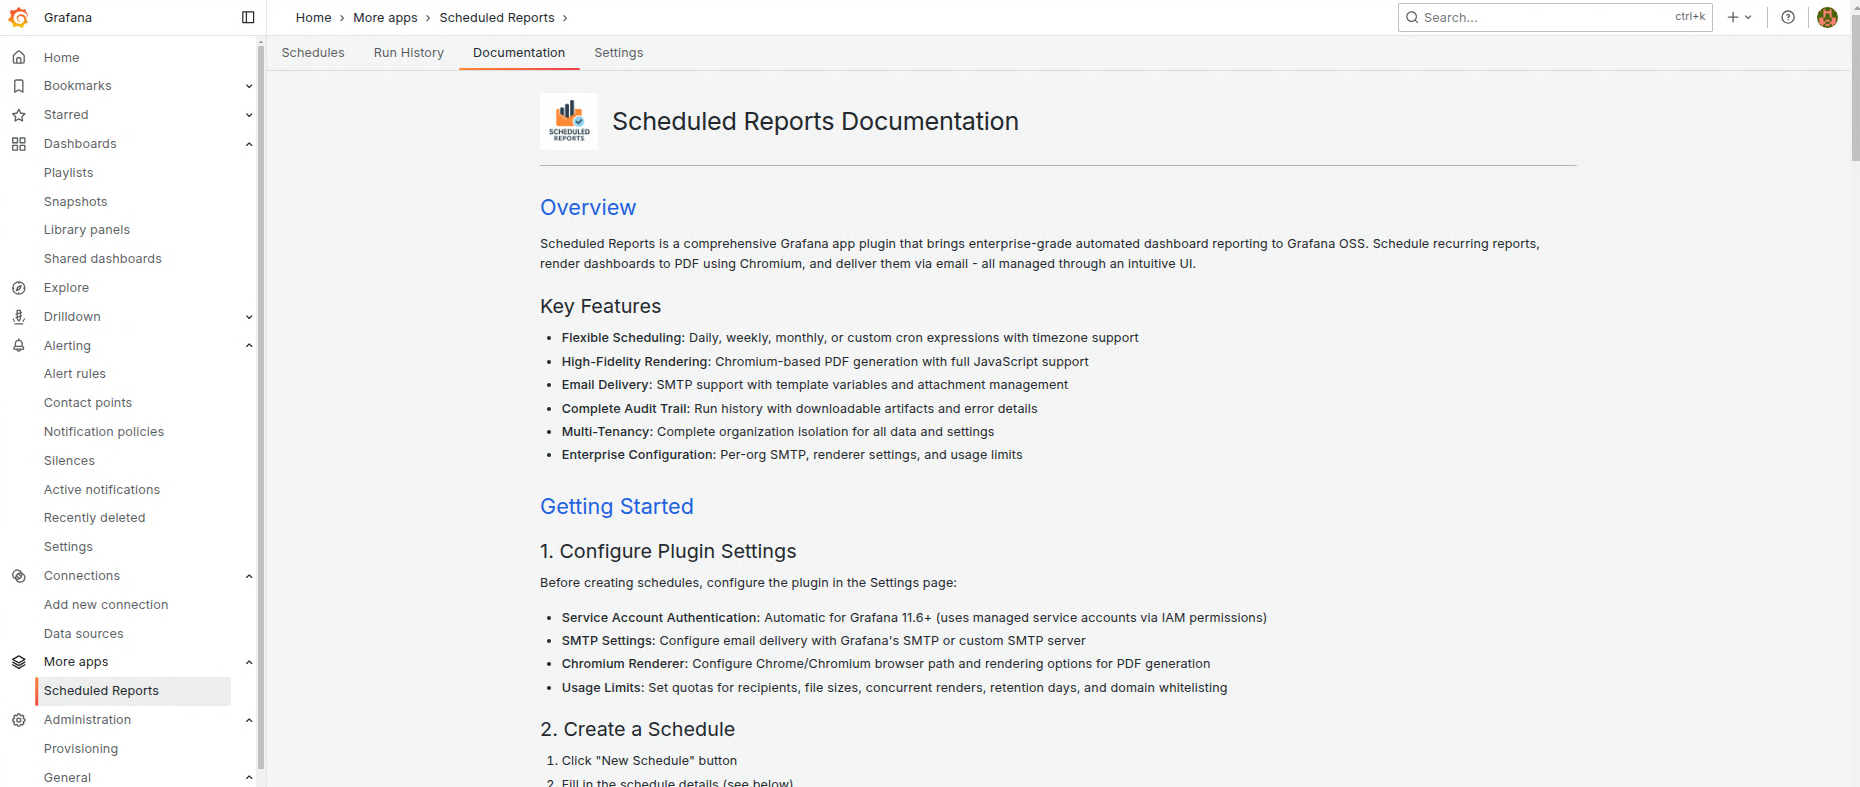 Grafana
Home › More apps › Scheduled Reports ›
Search...
ctrl+k
Home
Bookmarks
Starred
Dashboards
Playlists
Snapshots
Library panels
Shared dashboards
Explore
Drilldown
Alerting
Alert rules
Contact points
Notification policies
Silences
Active notifications
Recently deleted
Settings
Connections
Add new connection
Data sources
More apps
Scheduled Reports
Administration
Provisioning
General
Schedules
Run History
Documentation
Settings
SCHEDULED
REPORTS
Scheduled Reports Documentation
Overview
Scheduled Reports is a comprehensive Grafana app plugin that brings enterprise-grade automated dashboard reporting to Grafana OSS. Schedule recurring reports,
render dashboards to PDF using Chromium, and deliver them via email - all managed through an intuitive UI.
Key Features
• Flexible Scheduling: Daily, weekly, monthly, or custom cron expressions with timezone support
• High-Fidelity Rendering: Chromium-based PDF generation with full JavaScript support
• Email Delivery: SMTP support with template variables and attachment management
• Complete Audit Trail: Run history with downloadable artifacts and error details
• Multi-Tenancy: Complete organization isolation for all data and settings
• Enterprise Configuration: Per-org SMTP, renderer settings, and usage limits
Getting Started
1. Configure Plugin Settings
Before creating schedules, configure the plugin in the Settings page:
• Service Account Authentication: Automatic for Grafana 11.6+ (uses managed service accounts via IAM permissions)
• SMTP Settings: Configure email delivery with Grafana's SMTP or custom SMTP server
• Chromium Renderer: Configure Chrome/Chromium browser path and rendering options for PDF generation
• Usage Limits: Set quotas for recipients, file sizes, concurrent renders, retention days, and domain whitelisting
2. Create a Schedule
1. Click "New Schedule" button
2. Fill in the schedule details (see below)